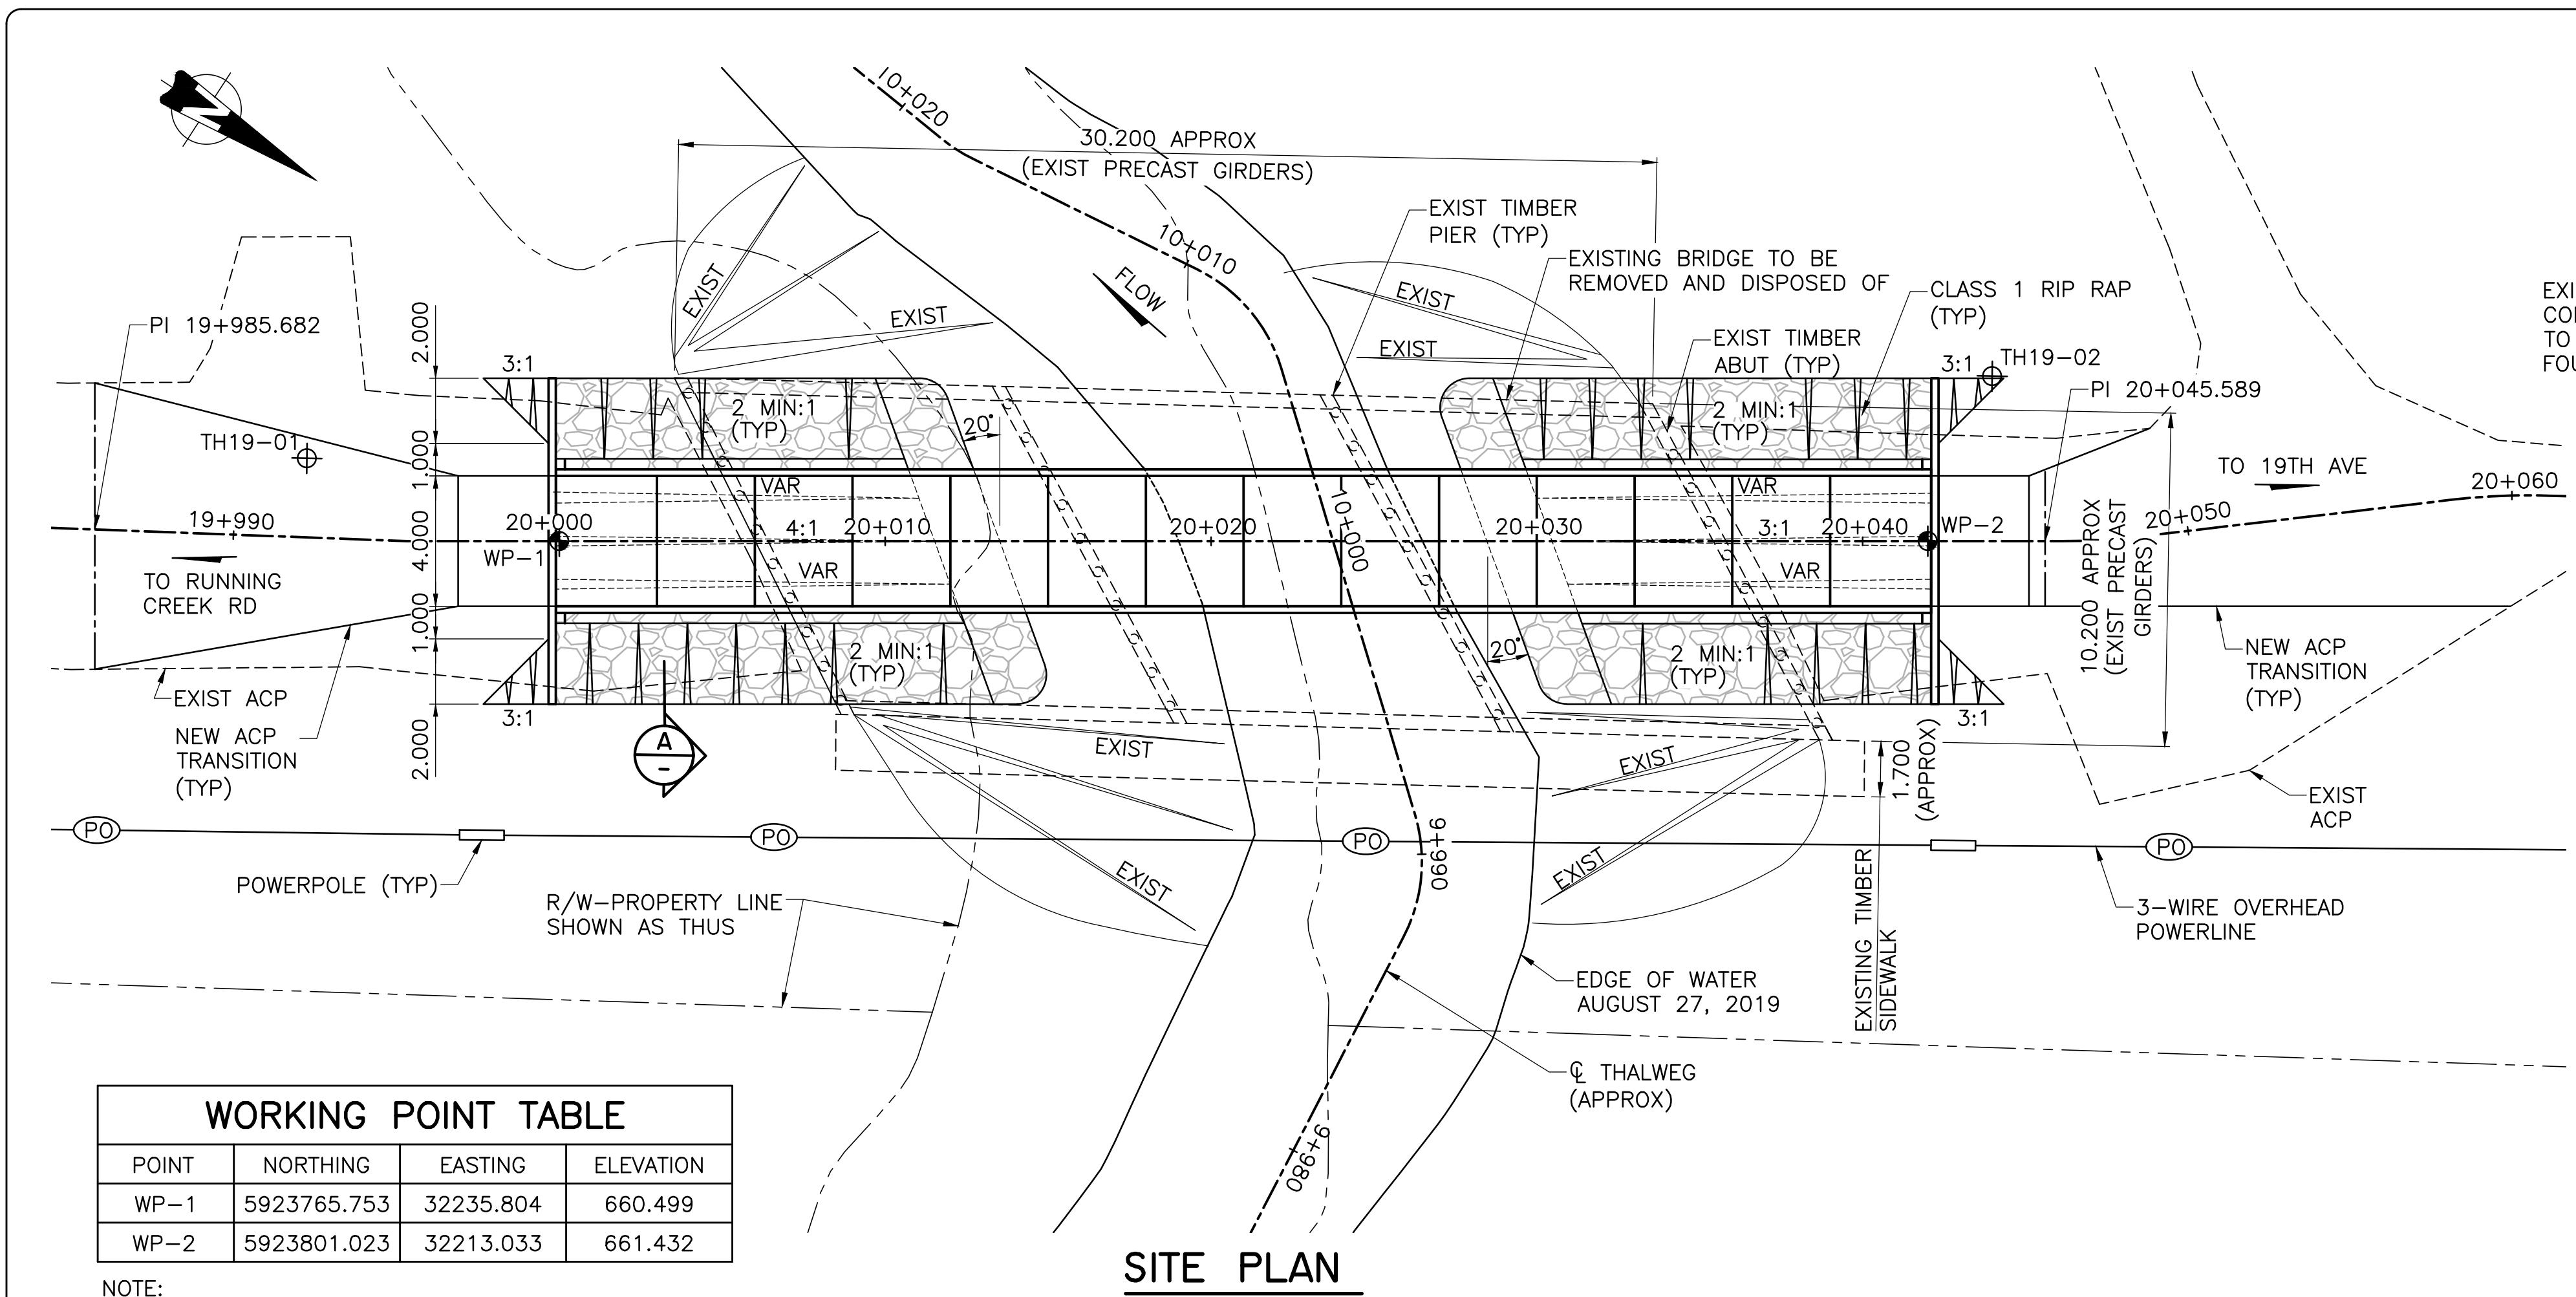 N
10+020
30.200 APPROX
(EXIST PRECAST GIRDERS)
10+010
FLOW
EXIST TIMBER
PIER (TYP)
EXISTING BRIDGE TO BE
REMOVED AND DISPOSED OF
CLASS 1 RIP RAP
(TYP)
EXIST
EXIST
EXIST
EXIST
EXIST TIMBER
ABUT (TYP)
PI 19+985.682
2.000
3:1
3:1
TH19-02
PI 20+045.589
2 MIN:1
(TYP)
20°
2 MIN:1
(TYP)
TH19-01
1.000
VAR
VAR
TO 19TH AVE
20+060
19+990
20+000
4:1
20+010
20+020
10+000
20+030
3:1
20+040
WP-2
20+050
WP-1
4.000
TO RUNNING
CREEK RD
VAR
VAR
10.200 APPROX
(EXIST PRECAST
GIRDERS)
1.000
2 MIN:1
(TYP)
20°
2 MIN:1
(TYP)
NEW ACP
TRANSITION
(TYP)
EXIST ACP
3:1
3:1
NEW ACP
TRANSITION
(TYP)
2.000
A
-
EXIST
EXIST
1.700
(APPROX)
EXIST
ACP
PO
PO
PO
PO
9+990
POWERPOLE (TYP)
EXIST
EXIST
R/W-PROPERTY LINE
SHOWN AS THUS
EXISTING TIMBER
SIDEWALK
3-WIRE OVERHEAD
POWERLINE
EDGE OF WATER
AUGUST 27, 2019
℄ THALWEG
(APPROX)
9+980
WORKING POINT TABLE
POINT NORTHING EASTING ELEVATION
WP-1 5923765.753 32235.804 660.499
WP-2 5923801.023 32213.033 661.432
NOTE:
SITE PLAN
TO